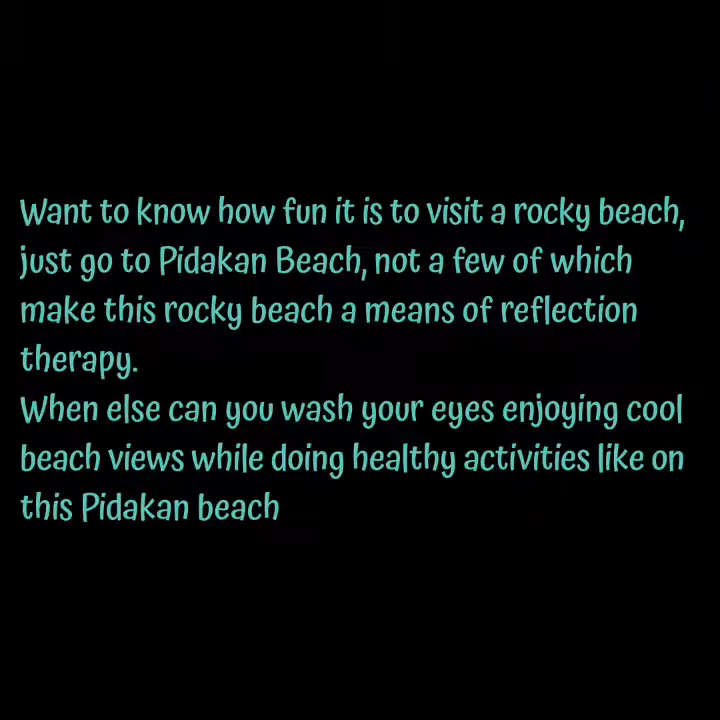 Want to know how fun it is to visit a rocky beach,
just go to Pidakan Beach, not a few of which
make this rocky beach a means of reflection
therapy.
When else can you wash your eyes enjoying cool
beach views while doing healthy activities like on
this Pidakan beach